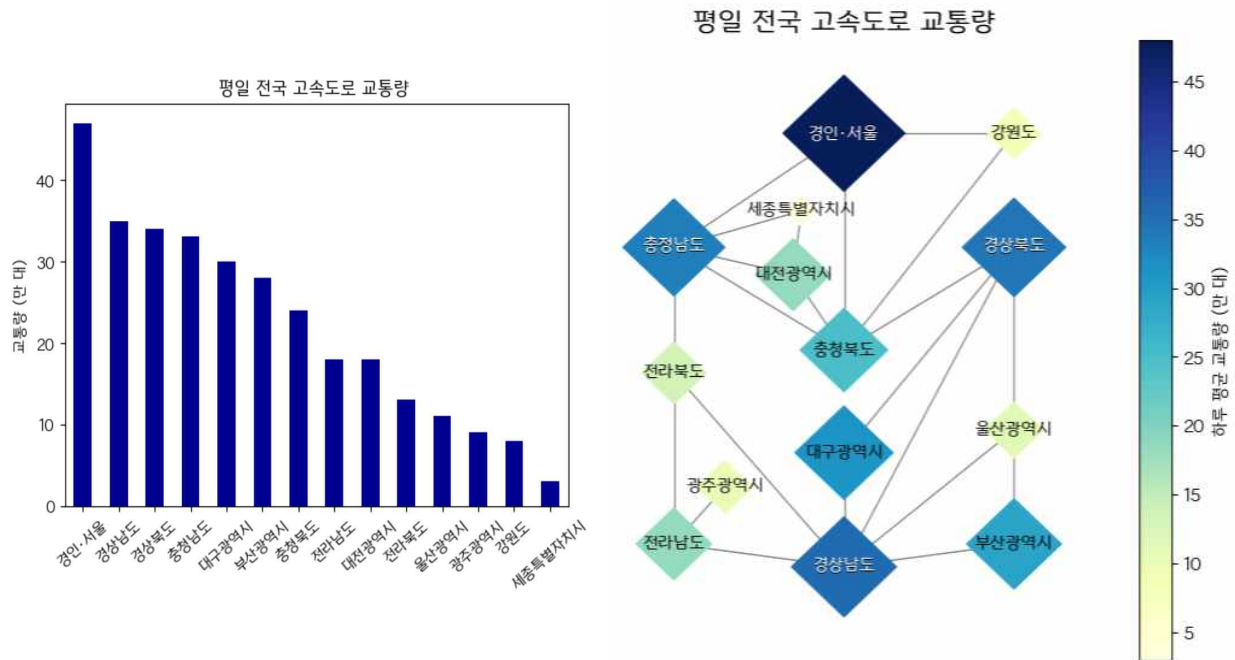 평일 전국 고속도로 교통량
교통량 (만 대)
40
30
20
10
0
경인·서울
경상남도
경상북도
충청남도
대구광역시
부산광역시
충청북도
전라남도
대전광역시
전라북도
울산광역시
광주광역시
강원도
세종특별자치시
평일 전국 고속도로 교통량
경인·서울
강원도
세종특별자치시
충정남도
경상북도
대전광역시
충청북도
전라북도
울산광역시
대구광역시
광주광역시
전라남도
부산광역시
경상남도
45
40
35
30
25
20
15
10
5
하루 평균 교통량 (만 대)